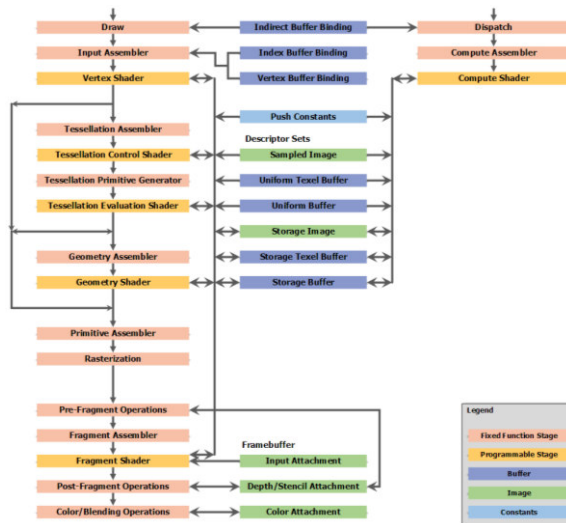 Draw
Indirect Buffer Binding
Dispatch
Input Assembler
Index Buffer Binding
Compute Assembler
Vertex Shader
Vertex Buffer Binding
Compute Shader
Push Constants
Tessellation Assembler
Descriptor Sets
Tessellation Control Shader
Sampled Image
Tessellation Primitive Generator
Uniform Texel Buffer
Tessellation Evaluation Shader
Uniform Buffer
Storage Image
Geometry Assembler
Storage Texel Buffer
Geometry Shader
Storage Buffer
Primitive Assembler
Rasterization
Pre-Fragment Operations
Fragment Assembler
Framebuffer
Fragment Shader
Input Attachment
Post-Fragment Operations
Depth/Stencil Attachment
Color/Blending Operations
Color Attachment
Legend
Fixed Function Stage
Programmable Stage
Buffer
Image
Constants